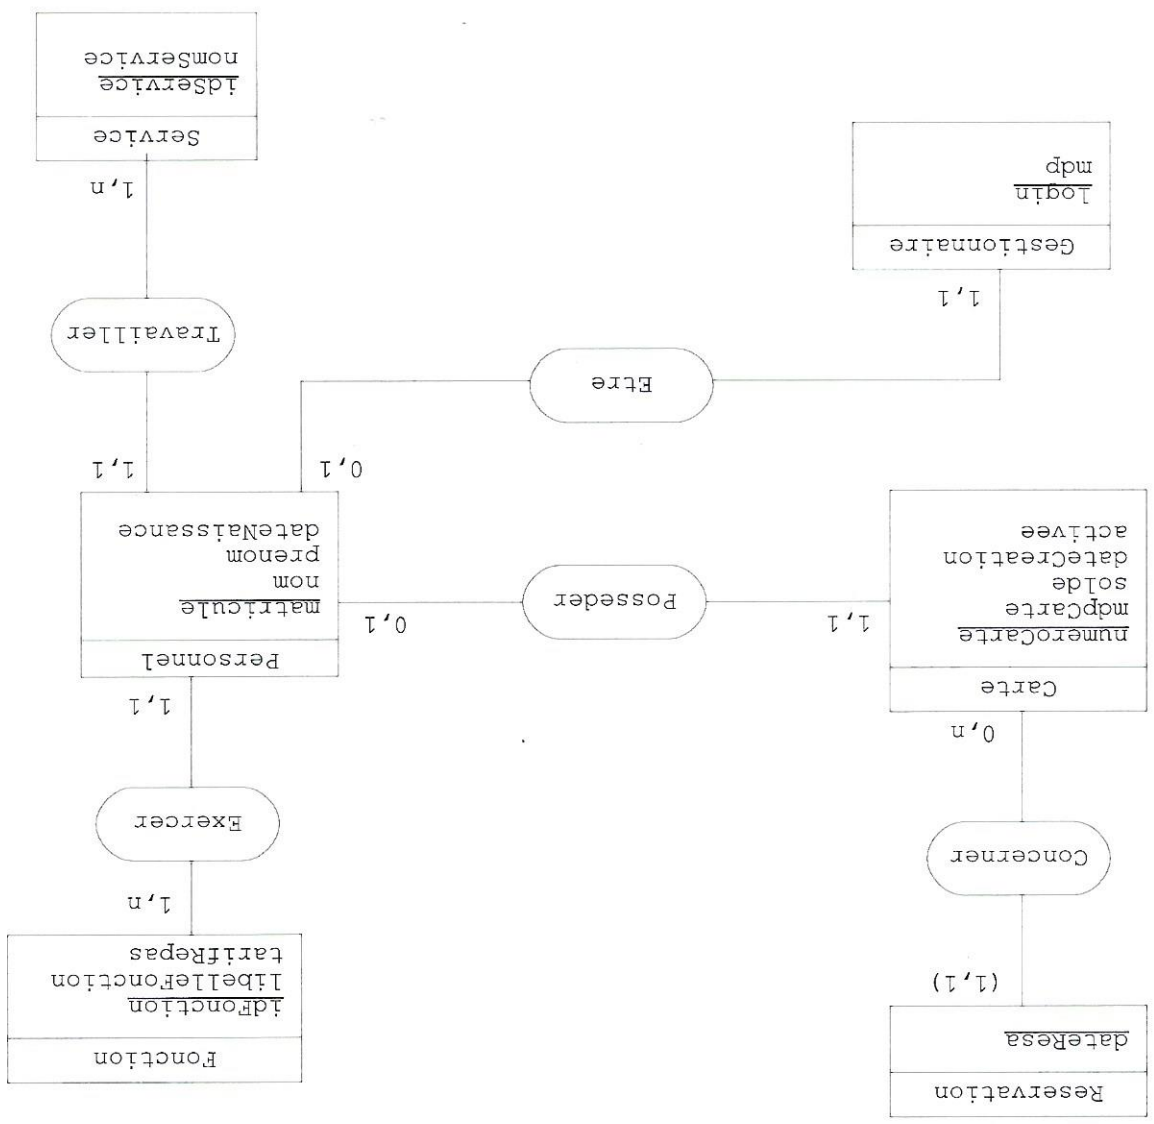 Reservation
dateResa
(1,1)
Concerner
0,n
Carte
numeroCarte
mdpCarte
solde
dateCreation
activee
1,1
Posseder
0,1
Fonction
idFonction
libelleFonction
tarifRepas
1,n
Exercer
1,1
Personnel
matricule
nom
prenom
dateNaissance
0,1
1,1
Etre
1,1
Gestionnaire
login
mdp
Travailler
1,n
Service
idService
nomService